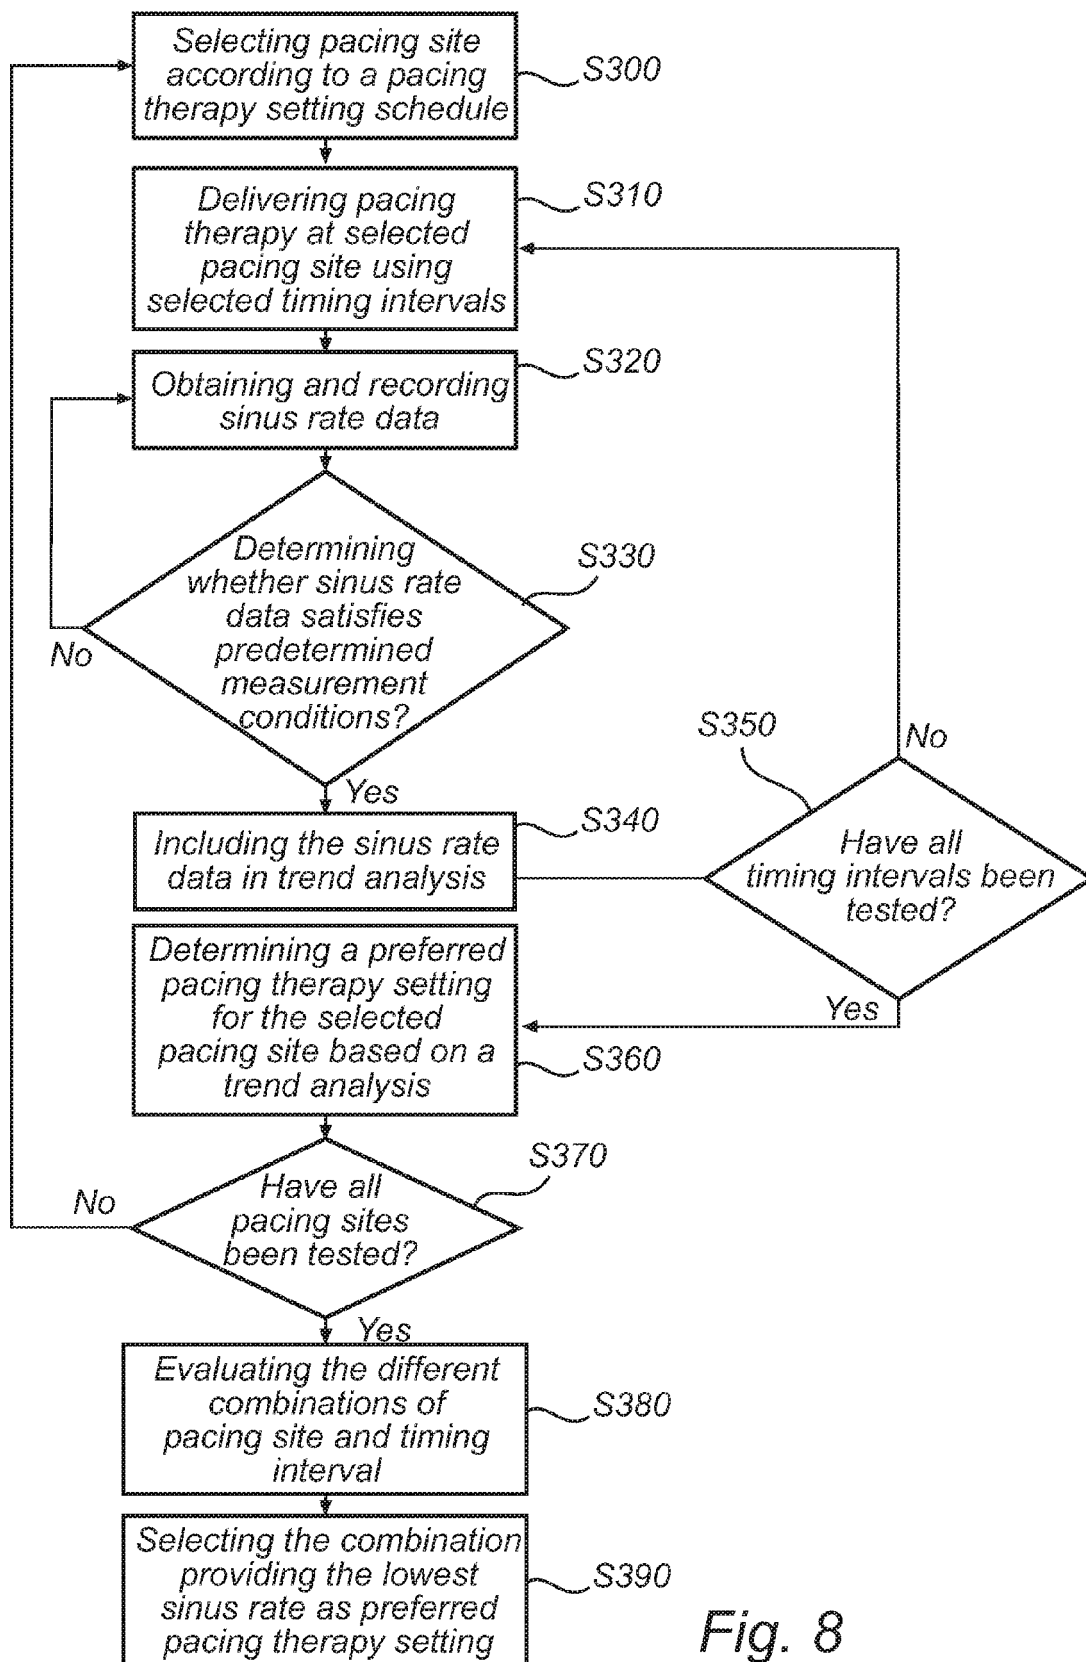 Selecting pacing site
according to a pacing
therapy setting schedule
S300
Delivering pacing
therapy at selected
pacing site using
selected timing intervals
S310
Obtaining and recording
sinus rate data
S320
Determining
whether sinus rate
data satisfies
predetermined
measurement
conditions?
S330
No
Yes
Including the sinus rate
data in trend analysis
S340
S350
No
Have all
timing intervals been
tested?
Yes
Determining a preferred
pacing therapy setting
for the selected
pacing site based on a
trend analysis
S360
Have all
pacing sites
been tested?
S370
No
Yes
Evaluating the different
combinations of
pacing site and timing
interval
S380
Selecting the combination
providing the lowest
sinus rate as preferred
pacing therapy setting
S390
Fig. 8